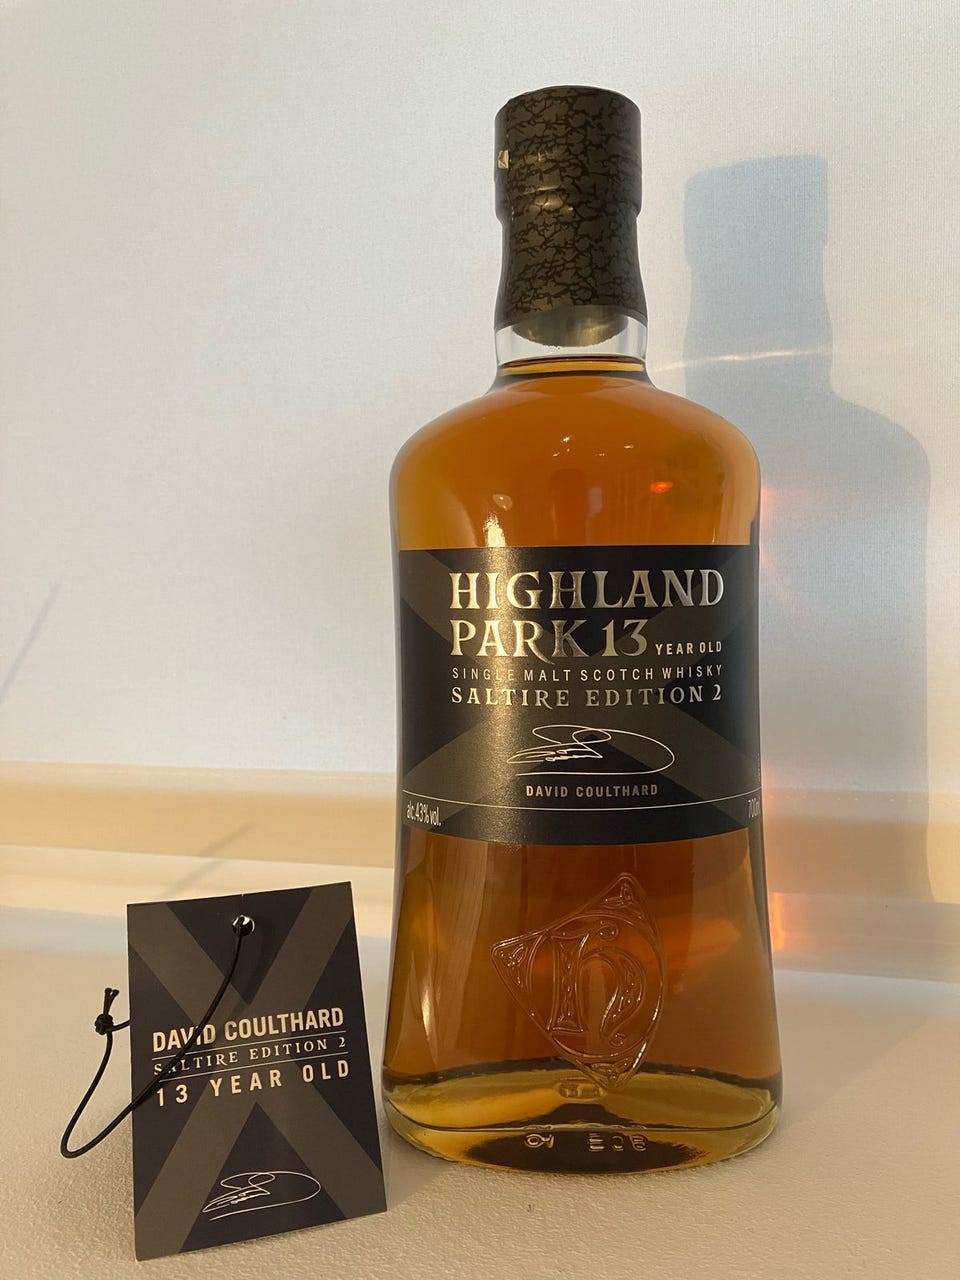 HIGHLAND
PARK 13 YEAR OLD
SINGLE MALT SCOTCH WHISKY
SALTIRE EDITION 2
DAVID COULTHARD
alc.43%vol.
700ml
h
DAVID COULTHARD
SALTIRE EDITION 2
13 YEAR OLD